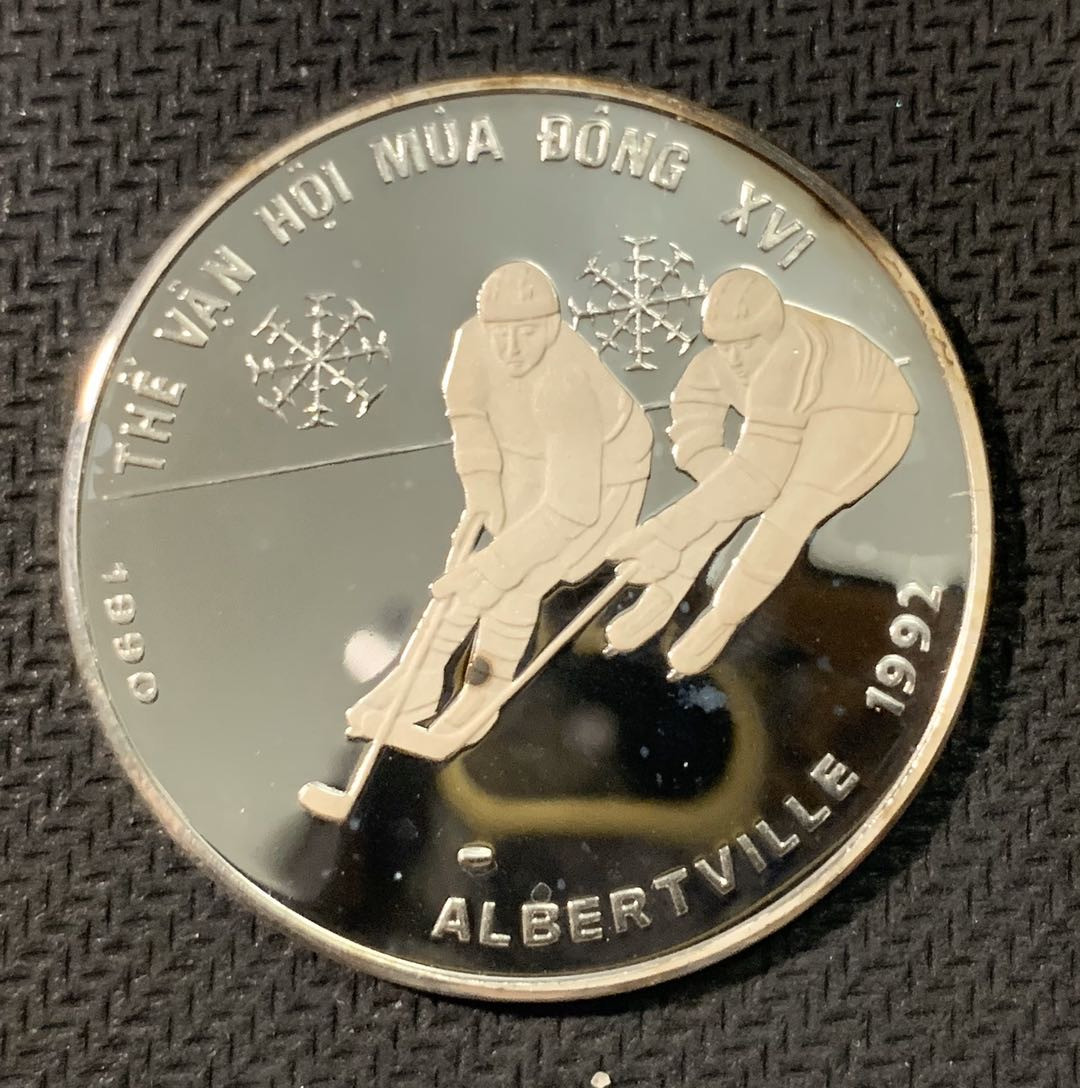 THẾ VẬN HỘI MÙA ĐÔNG XVI
1990
ALBERTVILLE 1992